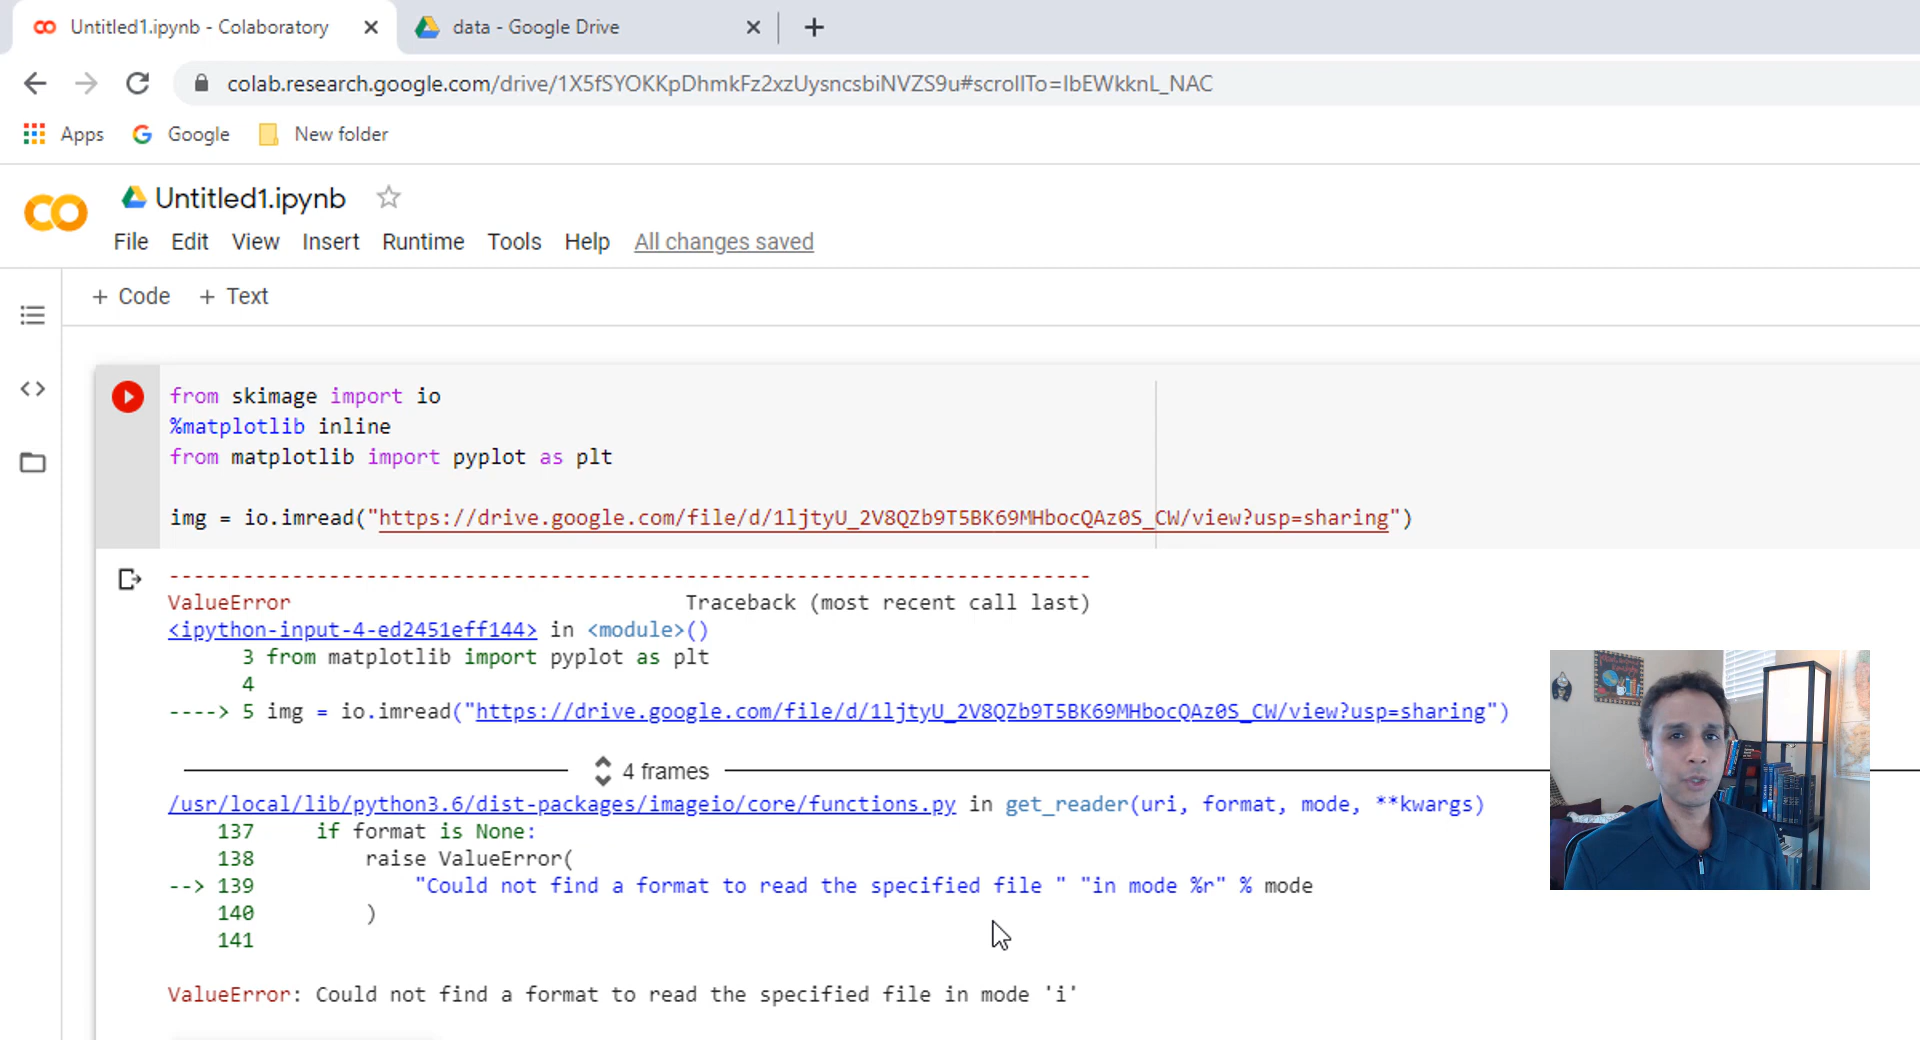 Untitled1.ipynb - Colaboratory
data - Google Drive
colab.research.google.com/drive/1X5fSYOKKpDhmkFz2xzUysncsbiNVZS9u#scrollTo=IbEWkknL_NAC
Apps
Google
New folder
Untitled1.ipynb
File Edit View Insert Runtime Tools Help All changes saved
+ Code + Text
from skimage import io
%matplotlib inline
from matplotlib import pyplot as plt
img = io.imread("https://drive.google.com/file/d/1ljtyU_2V8QZb9T5BK69MHbocQAz0S_CW/view?usp=sharing")
---------------------------------------------------------------------------
ValueError Traceback (most recent call last)
<ipython-input-4-ed2451eff144> in <module>()
3 from matplotlib import pyplot as plt
4
----> 5 img = io.imread("https://drive.google.com/file/d/1ljtyU_2V8QZb9T5BK69MHbocQAz0S_CW/view?usp=sharing")
4 frames
/usr/local/lib/python3.6/dist-packages/imageio/core/functions.py in get_reader(uri, format, mode, **kwargs)
137 if format is None:
138 raise ValueError(
--> 139 "Could not find a format to read the specified file " "in mode %r" % mode
140 )
141
ValueError: Could not find a format to read the specified file in mode 'i'